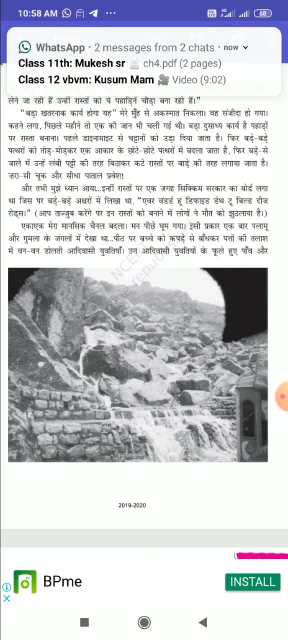 10:58 AM
68
WhatsApp · 2 messages from 2 chats · now
Class 11th: Mukesh sr ch4.pdf (2 pages)
Class 12 vbvm: Kusum Mam Video (9:02)
लेने जा रही हैं उन्हीं रास्तों को ये पहाड़िनें चौड़ा बना रही हैं।"
"बड़ा खतरनाक कार्य होगा यह" मेरे मुँह से अकस्मात निकला। वह संजीदा हो गया।
कहने लगा, पिछले महीने तो एक की जान भी चली गई थी। बड़ा दुसाध्य कार्य है पहाड़ों
पर रास्ता बनाना। पहले डाइनामाइट से चट्टानों को उड़ा दिया जाता है। फिर बड़े-बड़े
पत्थरों को तोड़-मोड़कर एक आकार के छोटे-छोटे पत्थरों में बदला जाता है, फिर बड़े-से
जाले में उन्हें लंबी पट्टी की तरह बिठाकर कटे रास्तों पर बाड़े की तरह लगाया जाता है।
ज़रा-सी चूक और सीधा पाताल प्रवेश!
और तभी मुझे ध्यान आया...इन्हीं रास्तों पर एक जगह सिक्किम सरकार का बोर्ड लगा
था जिस पर बड़े-बड़े अक्षरों में लिखा था, "एवर वंडर्ड हू डिफाइड डेथ टू बिल्ड दीज
रोड्स।" (आप ताज्जुब करेंगे पर इन रास्तों को बनाने में लोगों ने मौत को झुठलाया है।)
एकाएक मेरा मानसिक चैनल बदला। मन पीछे घूम गया। इसी प्रकार एक बार पलामू
और गुमला के जंगलों में देखा था...पीठ पर बच्चे को कपड़े से बाँधकर पत्तों की तलाश
में वन-वन डोलती आदिवासी युवतियाँ। उन आदिवासी युवतियों के फूले हुए पाँव और
2019-2020
BPme
INSTALL